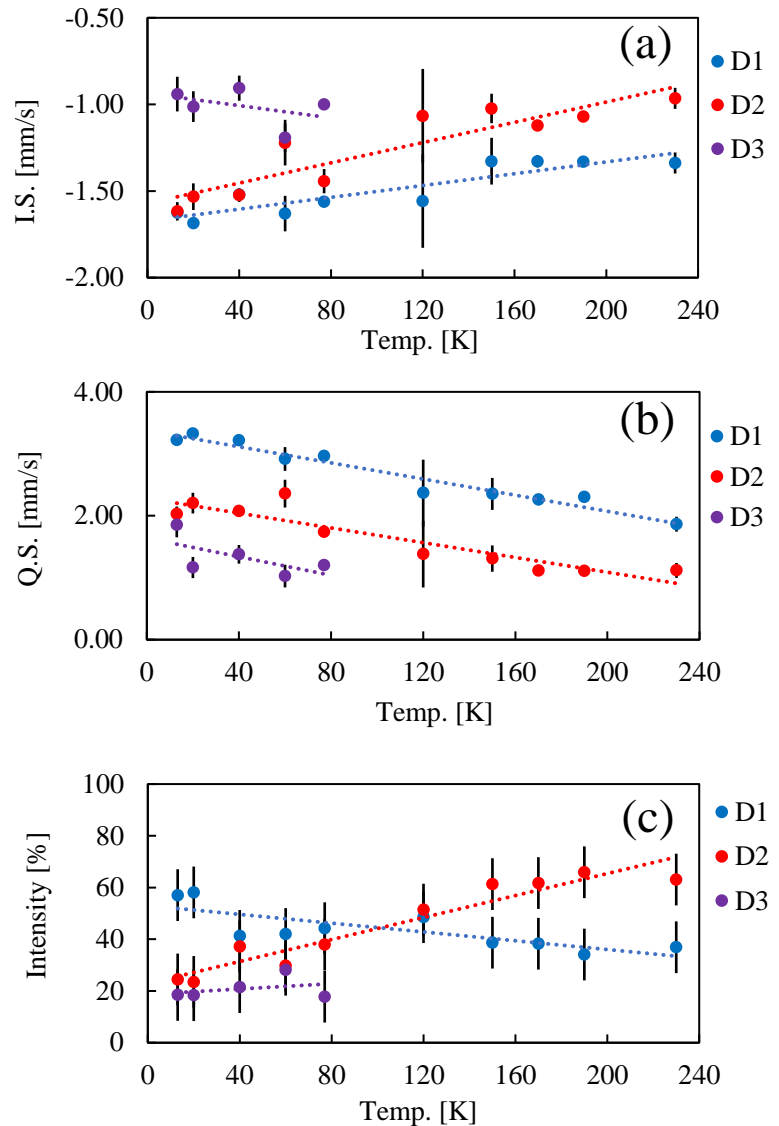 (a)
I.S. [mm/s]
-0.50
-1.00
-1.50
-2.00
0 40 80 120 160 200 240
Temp. [K]
D1
D2
D3
(b)
Q.S. [mm/s]
4.00
2.00
0.00
0 40 80 120 160 200 240
Temp. [K]
D1
D2
D3
(c)
Intensity [%]
100
80
60
40
20
0
0 40 80 120 160 200 240
Temp. [K]
D1
D2
D3